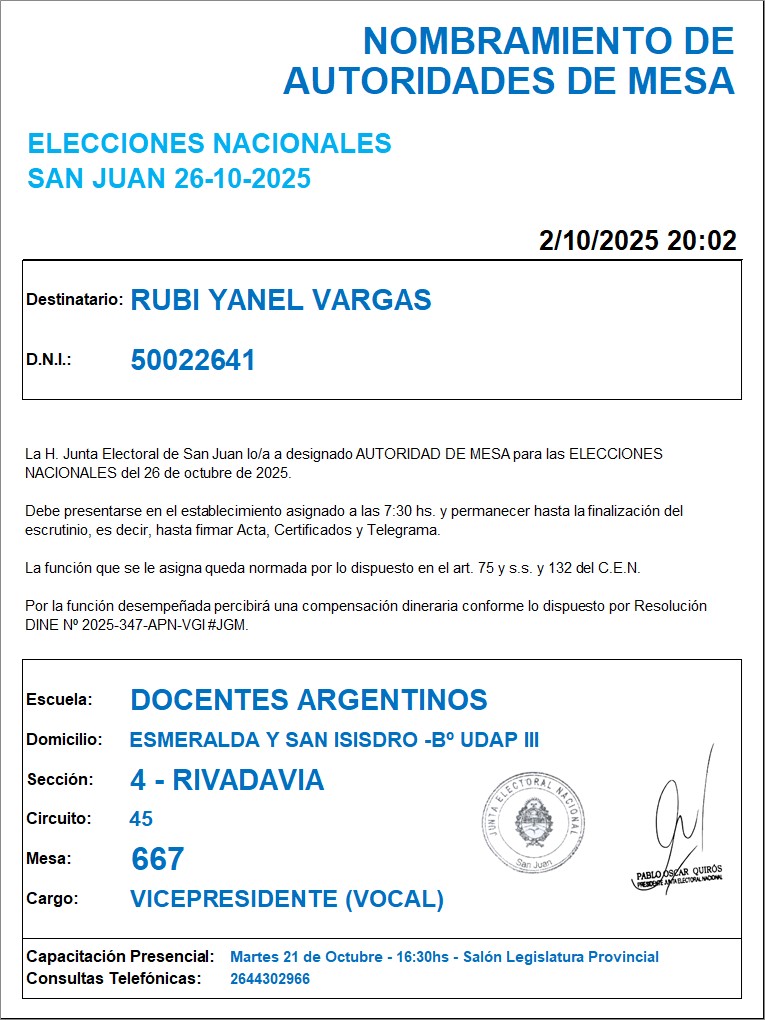 NOMBRAMIENTO DE
AUTORIDADES DE MESA
ELECCIONES NACIONALES
SAN JUAN 26-10-2025
2/10/2025 20:02
Destinatario: RUBI YANEL VARGAS
D.N.I.: 50022641
La H. Junta Electoral de San Juan lo/a a designado AUTORIDAD DE MESA para las ELECCIONES
NACIONALES del 26 de octubre de 2025.
Debe presentarse en el establecimiento asignado a las 7:30 hs. y permanecer hasta la finalización del
escrutinio, es decir, hasta firmar Acta, Certificados y Telegrama.
La función que se le asigna queda normada por lo dispuesto en el art. 75 y s.s. y 132 del C.E.N.
Por la función desempeñada percibirá una compensación dineraria conforme lo dispuesto por Resolución
DINE Nº 2025-347-APN-VGI#JGM.
Escuela: DOCENTES ARGENTINOS
Domicilio: ESMERALDA Y SAN ISISDRO -Bº UDAP III
Sección: 4 - RIVADAVIA
Circuito: 45
Mesa: 667
Cargo: VICEPRESIDENTE (VOCAL)
JUNTA ELECTORAL NACIONAL
San Juan
PABLO OSCAR QUIRÓS
PRESIDENTE JUNTA ELECTORAL NACIONAL
Capacitación Presencial: Martes 21 de Octubre - 16:30hs - Salón Legislatura Provincial
Consultas Telefónicas: 2644302966